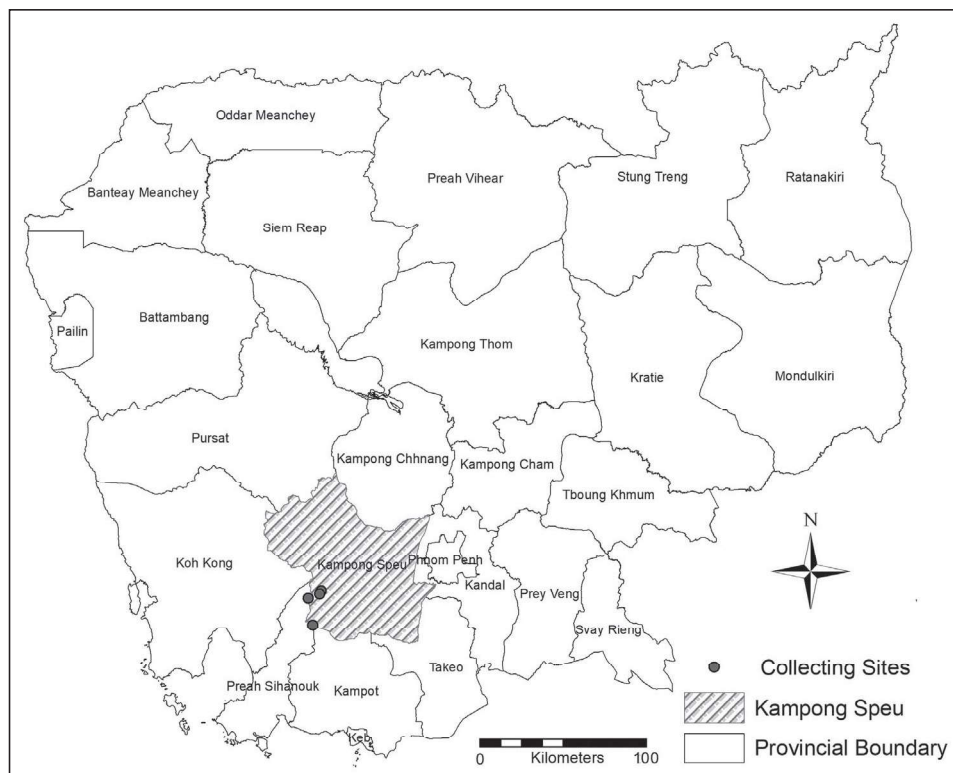 Oddar Meanchey
Banteay Meanchey
Siem Reap
Preah Vihear
Stung Treng
Ratanakiri
Pailin
Battambang
Kampong Thom
Kratie
Mondulkiri
Pursat
Kampong Chhnang
Kampong Cham
Tboung Khmum
Koh Kong
Kampong Speu
Phnom Penh
Kandal
Prey Veng
Svay Rieng
N
Preah Sihanouk
Kampot
Takeo
Keb
Collecting Sites
Kampong Speu
Provincial Boundary
0 Kilometers 100